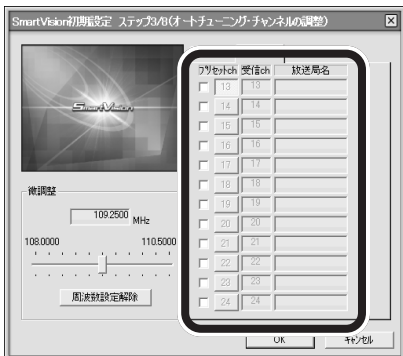 SmartVision初期設定 ステップ3/8(オートチューニング・チャンネルの調整)
SmartVision
プリセットch 受信ch 放送局名
13 13
14 14
15 15
16 16
17 17
18 18
19 19
20 20
21 21
22 22
23 23
24 24
微調整
109.2500 MHz
108.0000 110.5000
周波数設定解除
OK キャンセル